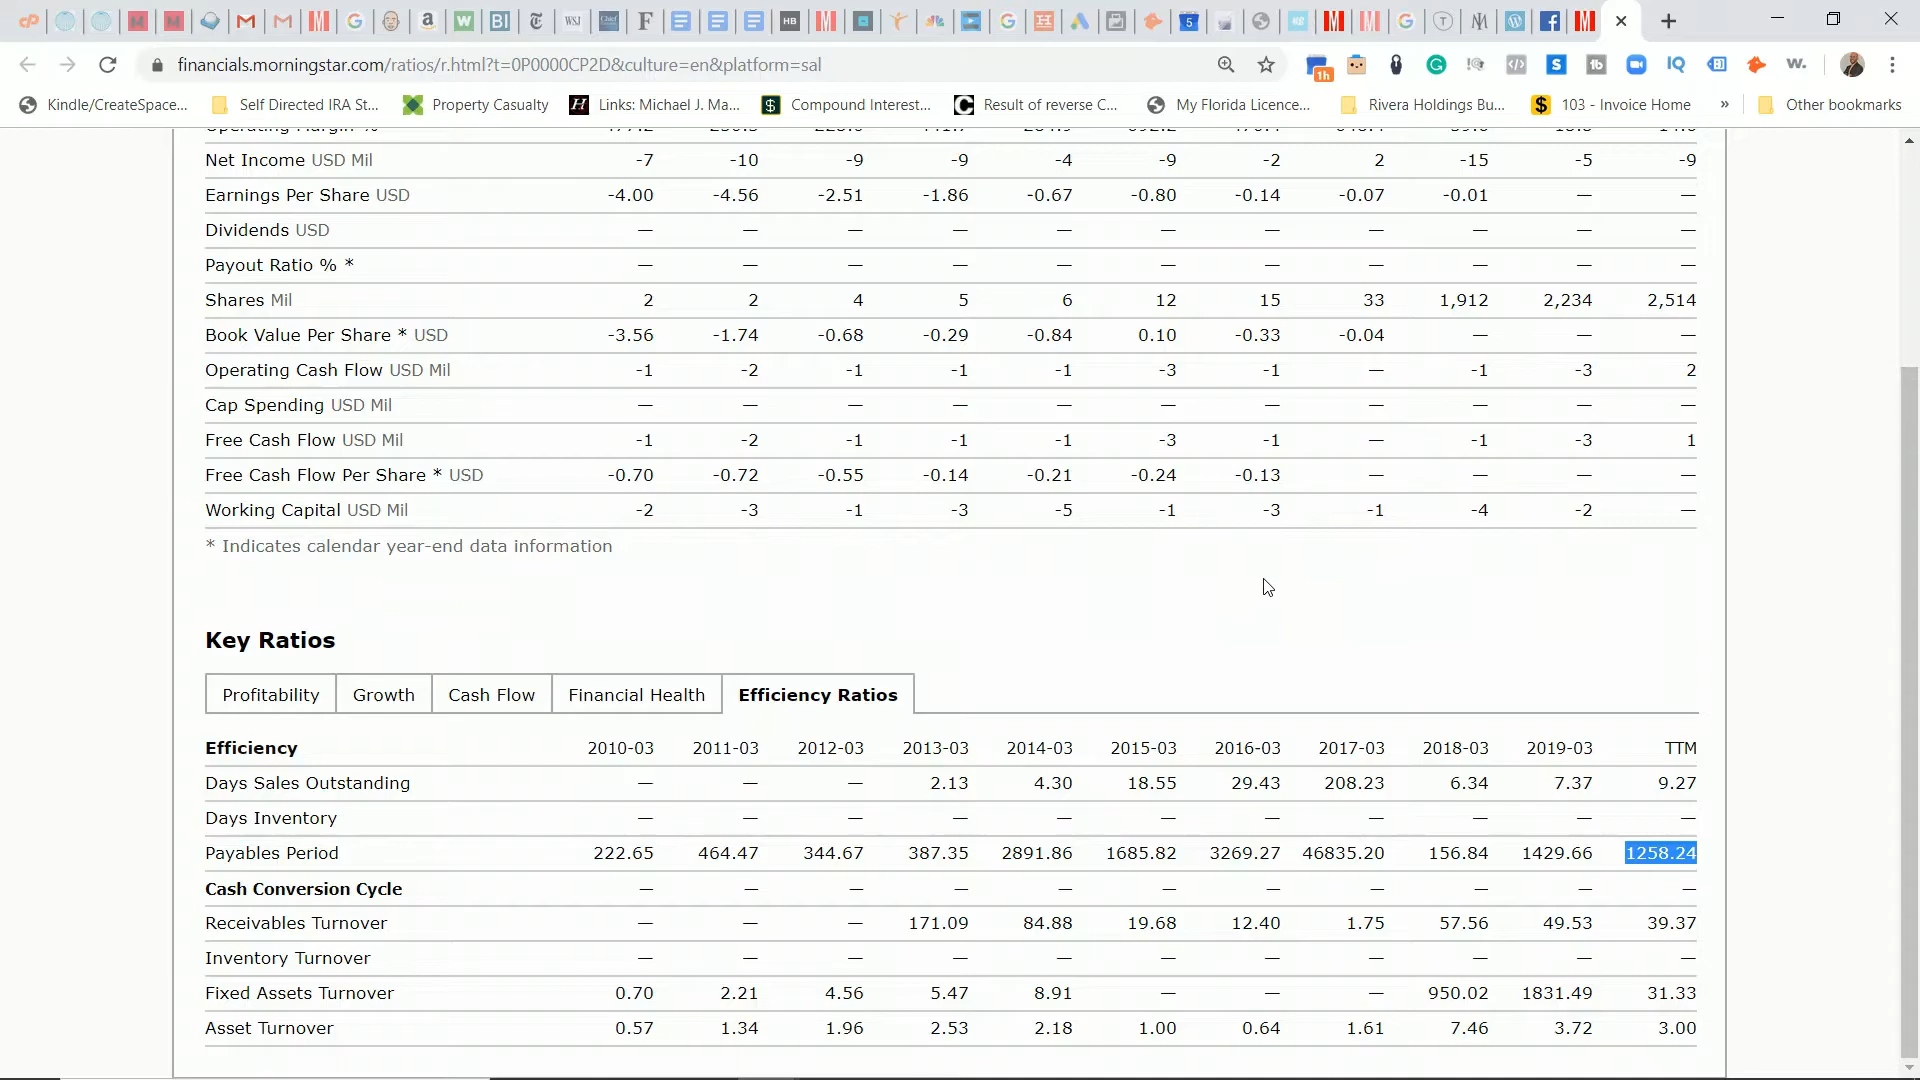 financials.morningstar.com/ratios/r.html?t=0P0000CP2D&culture=en&platform=sal
1h
Kindle/CreateSpace... Self Directed IRA St... Property Casualty Links: Michael J. Ma... Compound Interest... Result of reverse C... My Florida Licence... Rivera Holdings Bu... 103 - Invoice Home » Other bookmarks
Net Income USD Mil -7 -10 -9 -9 -4 -9 -2 2 -15 -5 -9
Earnings Per Share USD -4.00 -4.56 -2.51 -1.86 -0.67 -0.80 -0.14 -0.07 -0.01 — —
Dividends USD — — — — — — — — — — —
Payout Ratio % * — — — — — — — — — — —
Shares Mil 2 2 4 5 6 12 15 33 1,912 2,234 2,514
Book Value Per Share * USD -3.56 -1.74 -0.68 -0.29 -0.84 0.10 -0.33 -0.04 — — —
Operating Cash Flow USD Mil -1 -2 -1 -1 -1 -3 -1 — -1 -3 2
Cap Spending USD Mil — — — — — — — — — — —
Free Cash Flow USD Mil -1 -2 -1 -1 -1 -3 -1 — -1 -3 1
Free Cash Flow Per Share * USD -0.70 -0.72 -0.55 -0.14 -0.21 -0.24 -0.13 — — — —
Working Capital USD Mil -2 -3 -1 -3 -5 -1 -3 -1 -4 -2 —
* Indicates calendar year-end data information
Key Ratios
Profitability Growth Cash Flow Financial Health Efficiency Ratios
Efficiency 2010-03 2011-03 2012-03 2013-03 2014-03 2015-03 2016-03 2017-03 2018-03 2019-03 TTM
Days Sales Outstanding — — — 2.13 4.30 18.55 29.43 208.23 6.34 7.37 9.27
Days Inventory — — — — — — — — — — —
Payables Period 222.65 464.47 344.67 387.35 2891.86 1685.82 3269.27 46835.20 156.84 1429.66 1258.24
Cash Conversion Cycle — — — — — — — — — — —
Receivables Turnover — — — 171.09 84.88 19.68 12.40 1.75 57.56 49.53 39.37
Inventory Turnover — — — — — — — — — — —
Fixed Assets Turnover 0.70 2.21 4.56 5.47 8.91 — — — 950.02 1831.49 31.33
Asset Turnover 0.57 1.34 1.96 2.53 2.18 1.00 0.64 1.61 7.46 3.72 3.00